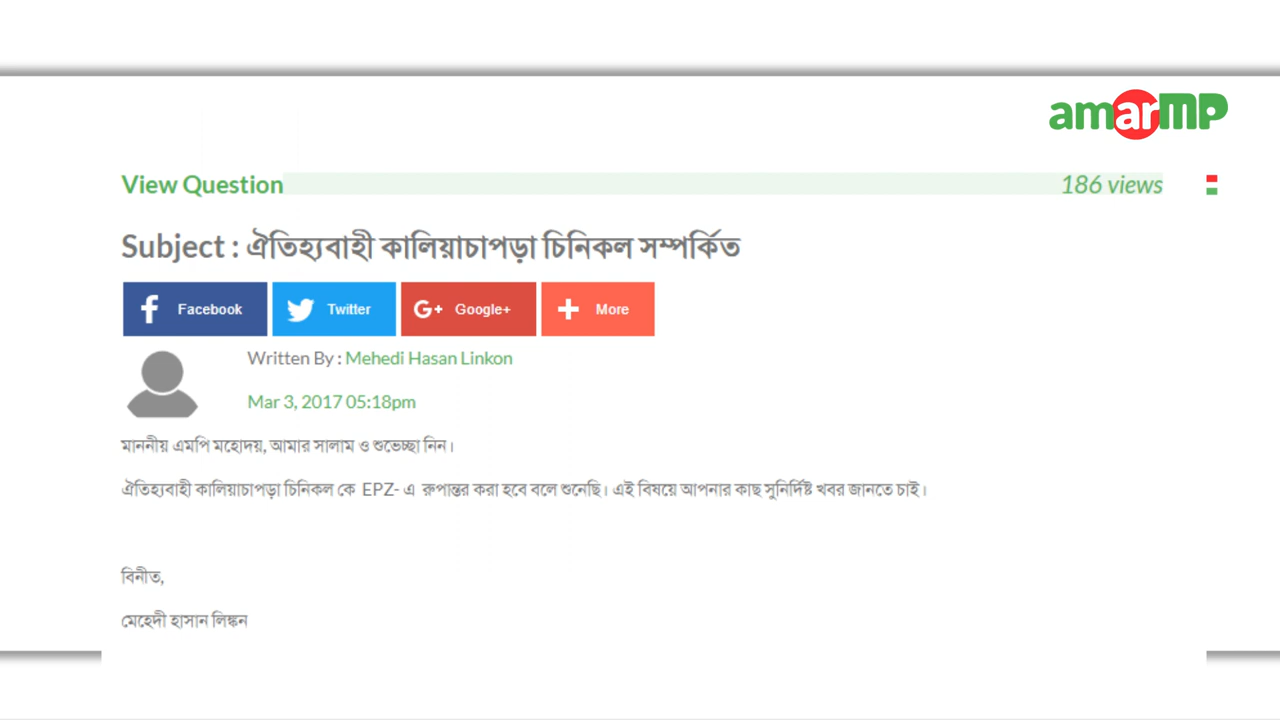 amarMP
View Question
186 views
Subject : ঐতিহ্যবাহী কালিয়াচাপড়া চিনিকল সম্পর্কিত
Facebook
Twitter
G+ Google+
More
Written By : Mehedi Hasan Linkon
Mar 3, 2017 05:18pm
মাননীয় এমপি মহোদয়, আমার সালাম ও শুভেচ্ছা নিন।
ঐতিহ্যবাহী কালিয়াচাপড়া চিনিকল কে EPZ- এ রুপান্তর করা হবে বলে শুনেছি। এই বিষয়ে আপনার কাছ সুনির্দিষ্ট খবর জানতে চাই।
বিনীত,
মেহেদী হাসান লিঙ্কন